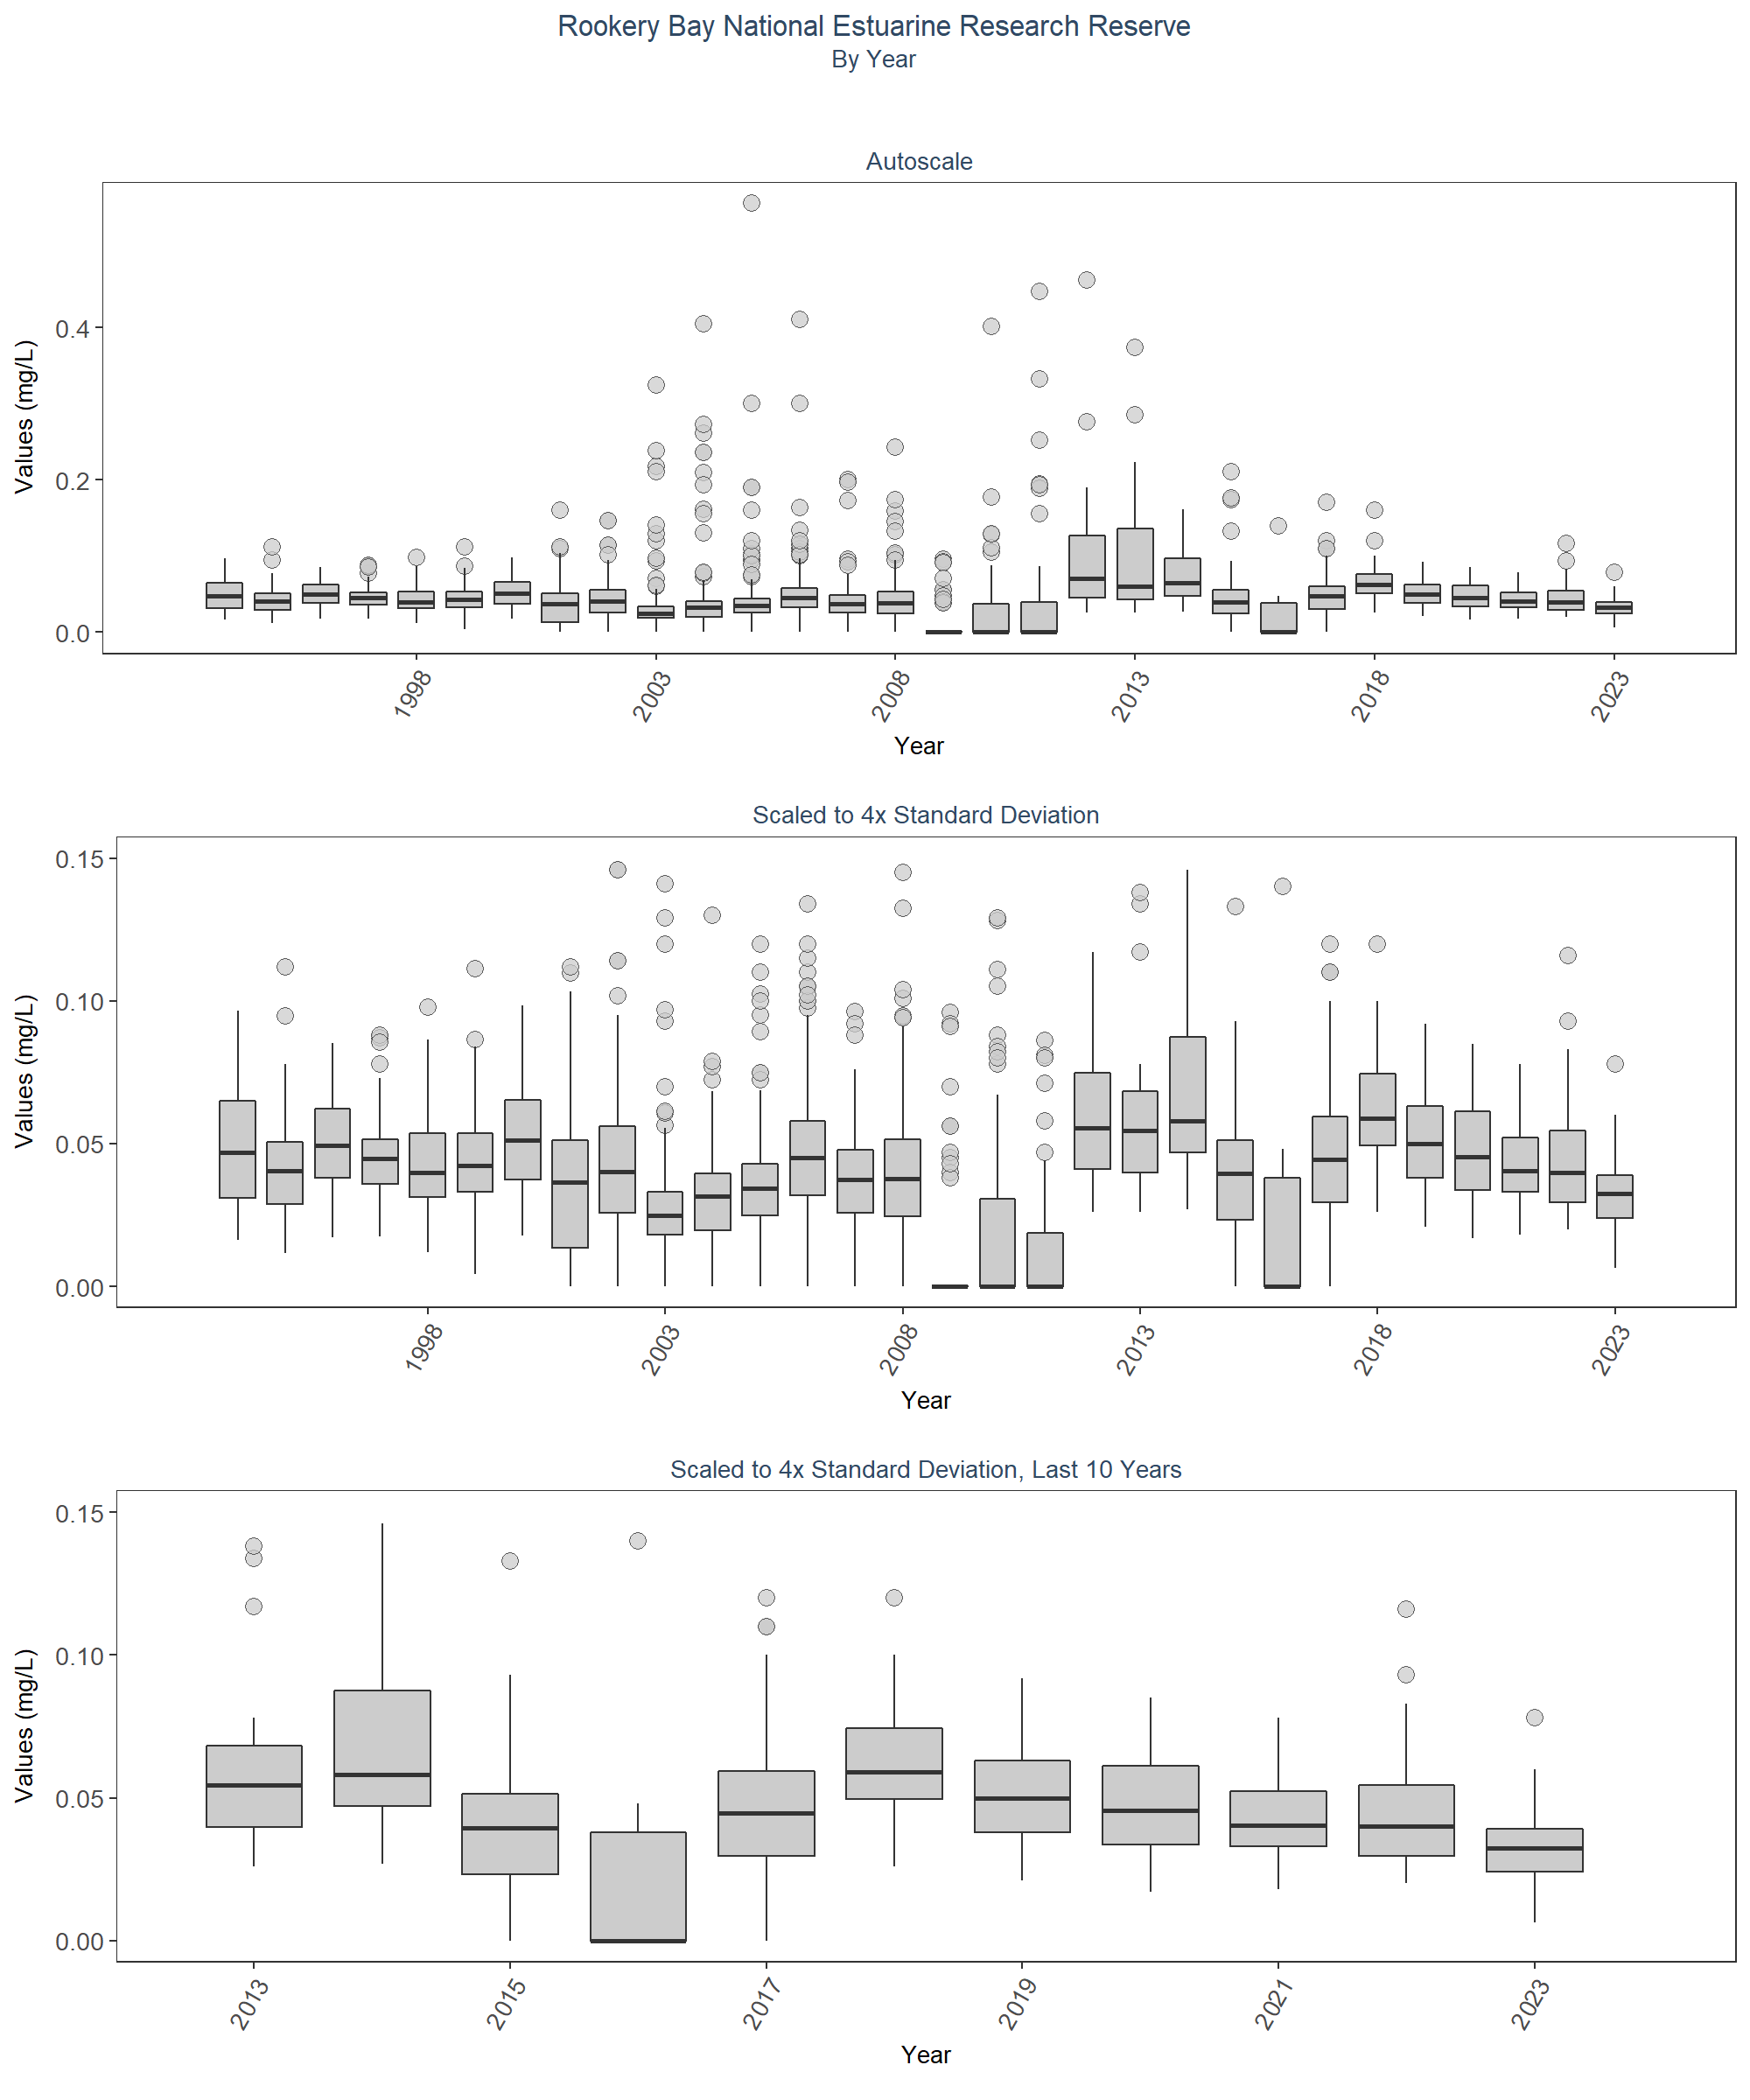 Rookery Bay National Estuarine Research Reserve
By Year
Autoscale
Values (mg/L)
0.4
0.2
0.0
1998
2003
2008
2013
2018
2023
Year
Scaled to 4x Standard Deviation
Values (mg/L)
0.15
0.10
0.05
0.00
1998
2003
2008
2013
2018
2023
Year
Scaled to 4x Standard Deviation, Last 10 Years
Values (mg/L)
0.15
0.10
0.05
0.00
2013
2015
2017
2019
2021
2023
Year